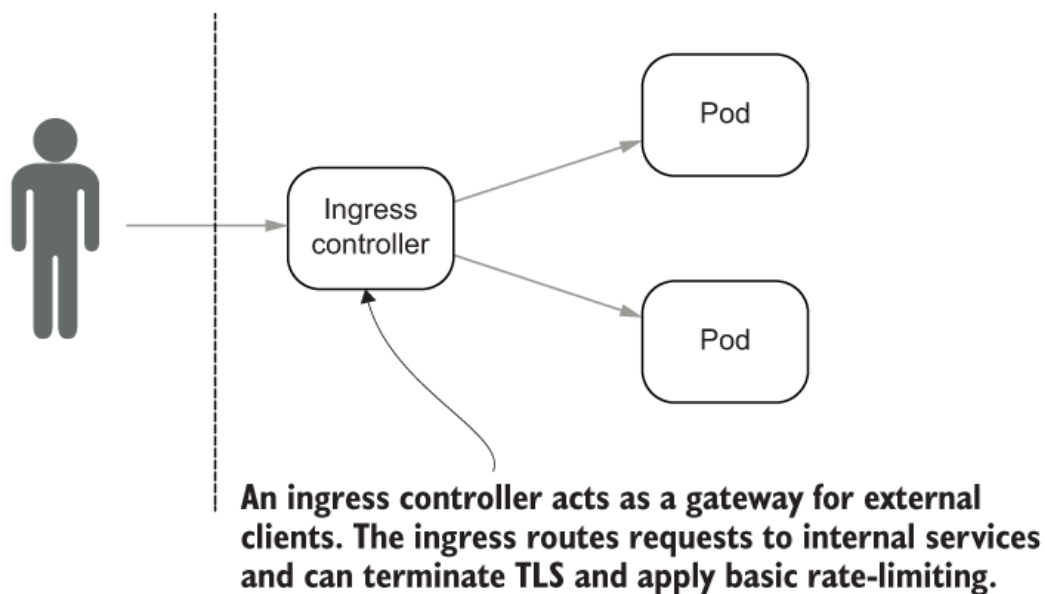 Pod
Ingress
controller
Pod
An ingress controller acts as a gateway for external
clients. The ingress routes requests to internal services
and can terminate TLS and apply basic rate-limiting.